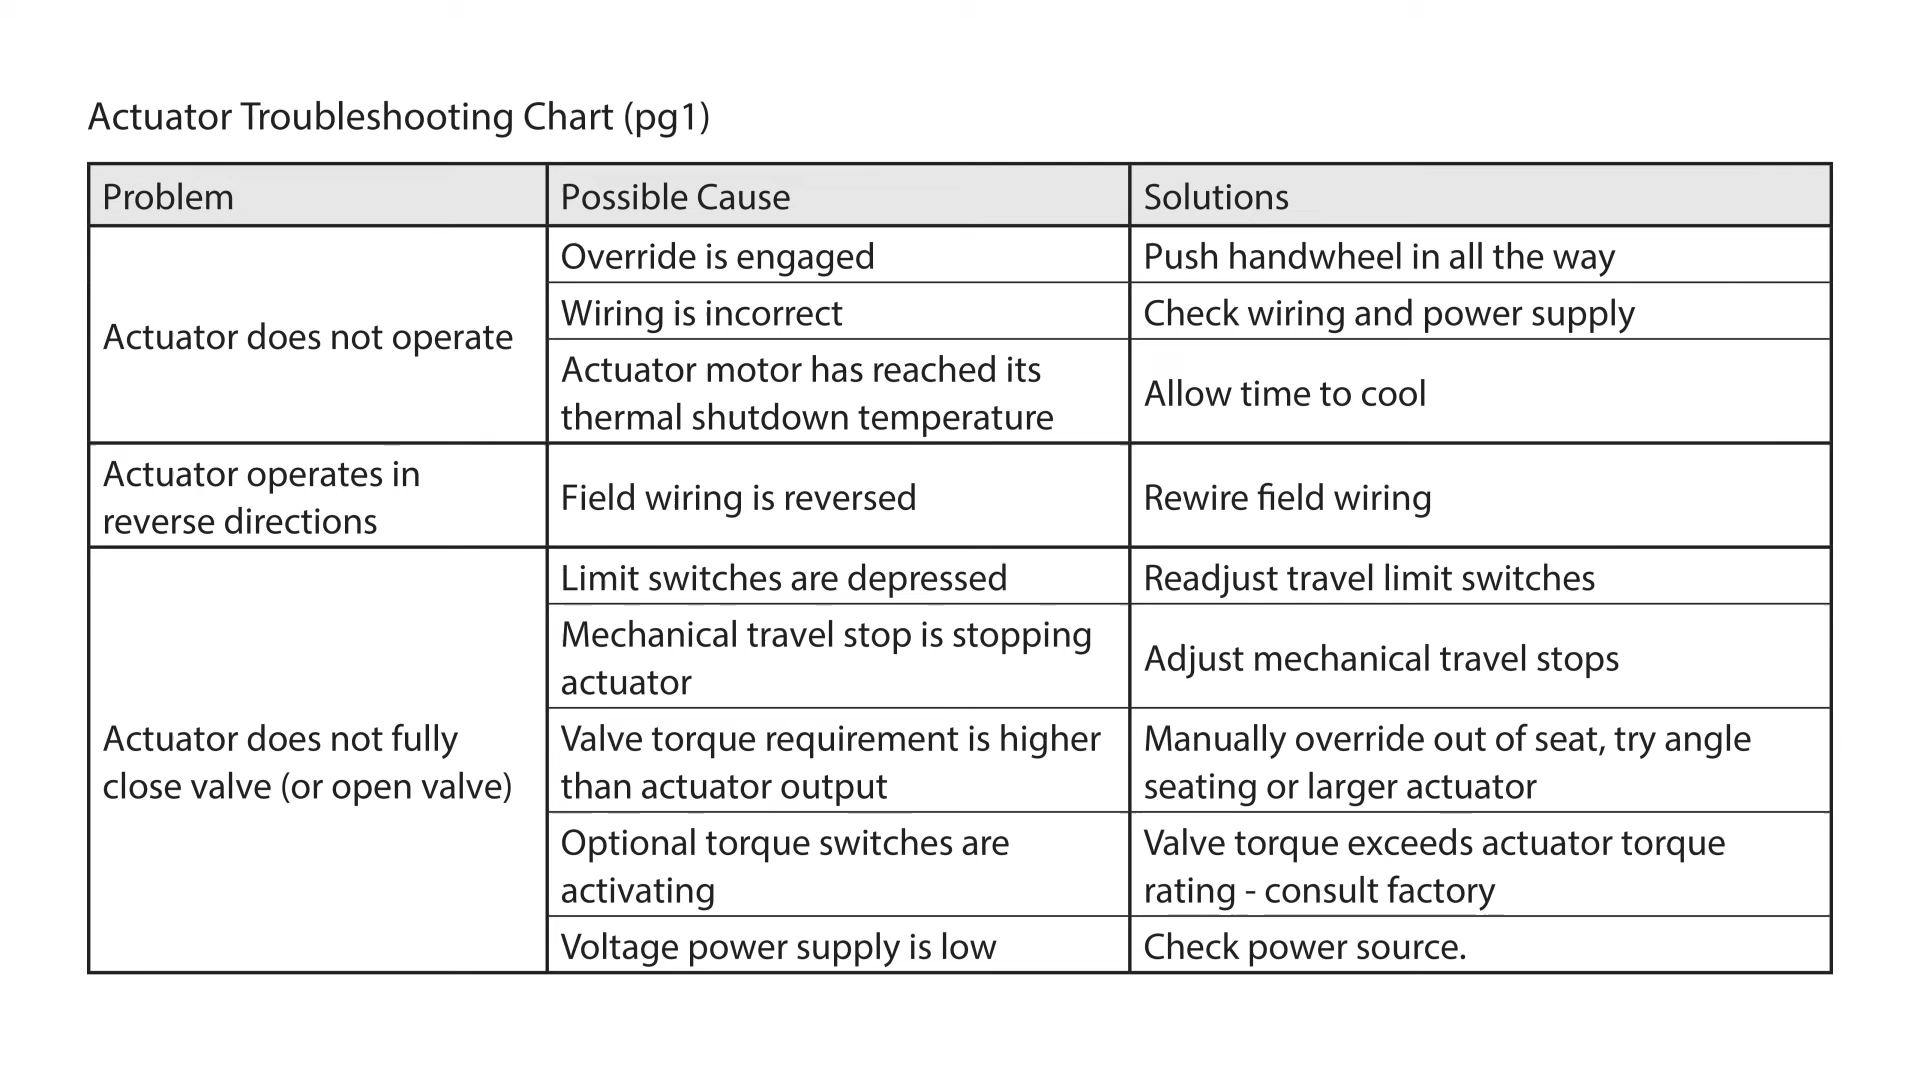 Actuator Troubleshooting Chart (pg1)
Problem
Possible Cause
Solutions
Actuator does not operate
Override is engaged
Push handwheel in all the way
Wiring is incorrect
Check wiring and power supply
Actuator motor has reached its
thermal shutdown temperature
Allow time to cool
Actuator operates in
reverse directions
Field wiring is reversed
Rewire field wiring
Actuator does not fully
close valve (or open valve)
Limit switches are depressed
Readjust travel limit switches
Mechanical travel stop is stopping
actuator
Adjust mechanical travel stops
Valve torque requirement is higher
than actuator output
Manually override out of seat, try angle
seating or larger actuator
Optional torque switches are
activating
Valve torque exceeds actuator torque
rating - consult factory
Voltage power supply is low
Check power source.